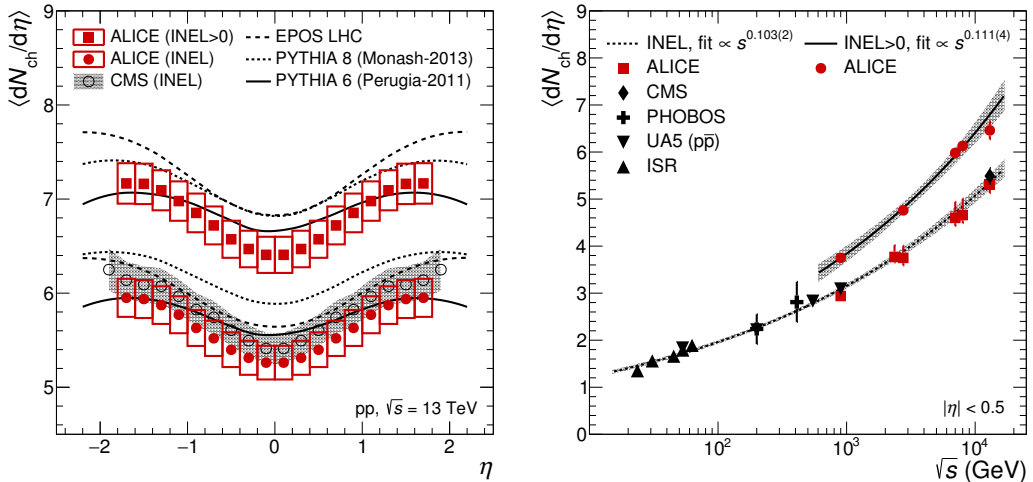 ⟨dN_ch/dη⟩
9
8
7
6
5
ALICE (INEL>0)
ALICE (INEL)
CMS (INEL)
EPOS LHC
PYTHIA 8 (Monash-2013)
PYTHIA 6 (Perugia-2011)
pp, √s = 13 TeV
−2 −1 0 1 2
η
⟨dN_ch/dη⟩
9
8
7
6
5
4
3
2
1
0
INEL, fit ∝ s^0.103(2)
ALICE
CMS
PHOBOS
UA5 (pp̅)
ISR
INEL>0, fit ∝ s^0.111(4)
ALICE
|η| < 0.5
10^2 10^3 10^4
√s (GeV)